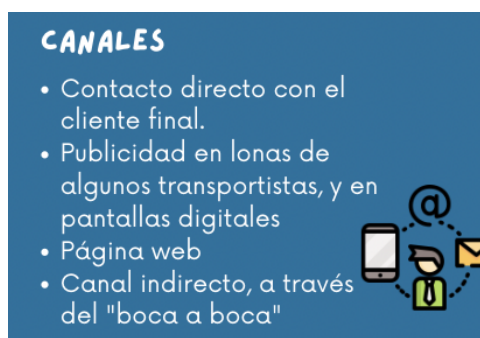 CANALES
• Contacto directo con el
cliente final.
• Publicidad en lonas de
algunos transportistas, y en
pantallas digitales
• Página web
• Canal indirecto, a través
del "boca a boca"
@